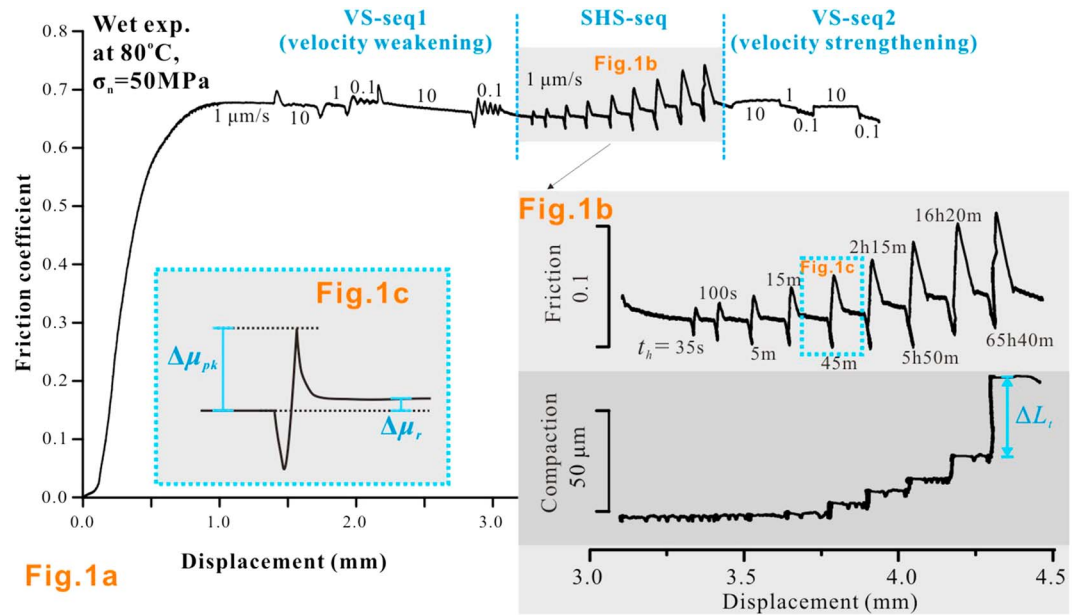 VS-seq1
(velocity weakening)
SHS-seq
VS-seq2
(velocity strengthening)
Wet exp.
at 80°C,
σn=50MPa
Fig.1b
1 μm/s
10
1
0.1
10
0.1
1 μm/s
10
1
0.1
10
0.1
Friction coefficient
0.8
0.7
0.6
0.5
0.4
0.3
0.2
0.1
0.0
0.0
1.0
2.0
3.0
Displacement (mm)
Fig.1a
Fig.1c
Δμpk
Δμr
Fig.1b
Friction
0.1
th = 35s
100s
5m
15m
Fig.1c
45m
2h15m
5h50m
16h20m
65h40m
Compaction
50 μm
ΔLt
3.0
3.5
4.0
4.5
Displacement (mm)